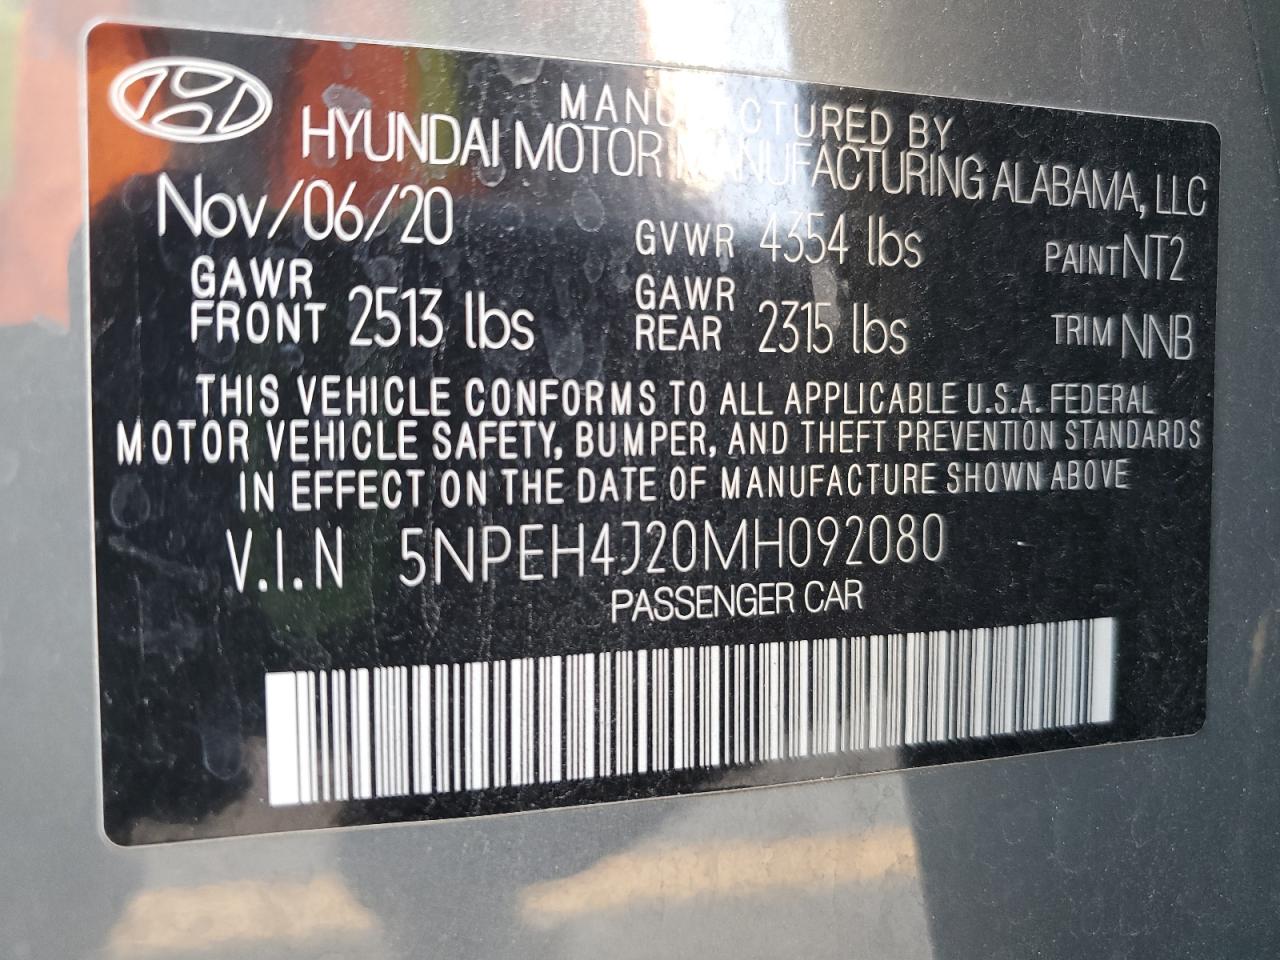 MANUFACTURED BY
HYUNDAI MOTOR MANUFACTURING ALABAMA, LLC
Nov/06/20 GVWR 4354 lbs PAINT NT2
GAWR FRONT 2513 lbs GAWR REAR 2315 lbs TRIM NNB
THIS VEHICLE CONFORMS TO ALL APPLICABLE U.S.A. FEDERAL
MOTOR VEHICLE SAFETY, BUMPER, AND THEFT PREVENTION STANDARDS
IN EFFECT ON THE DATE OF MANUFACTURE SHOWN ABOVE
V.I.N 5NPEH4J20MH092080
PASSENGER CAR